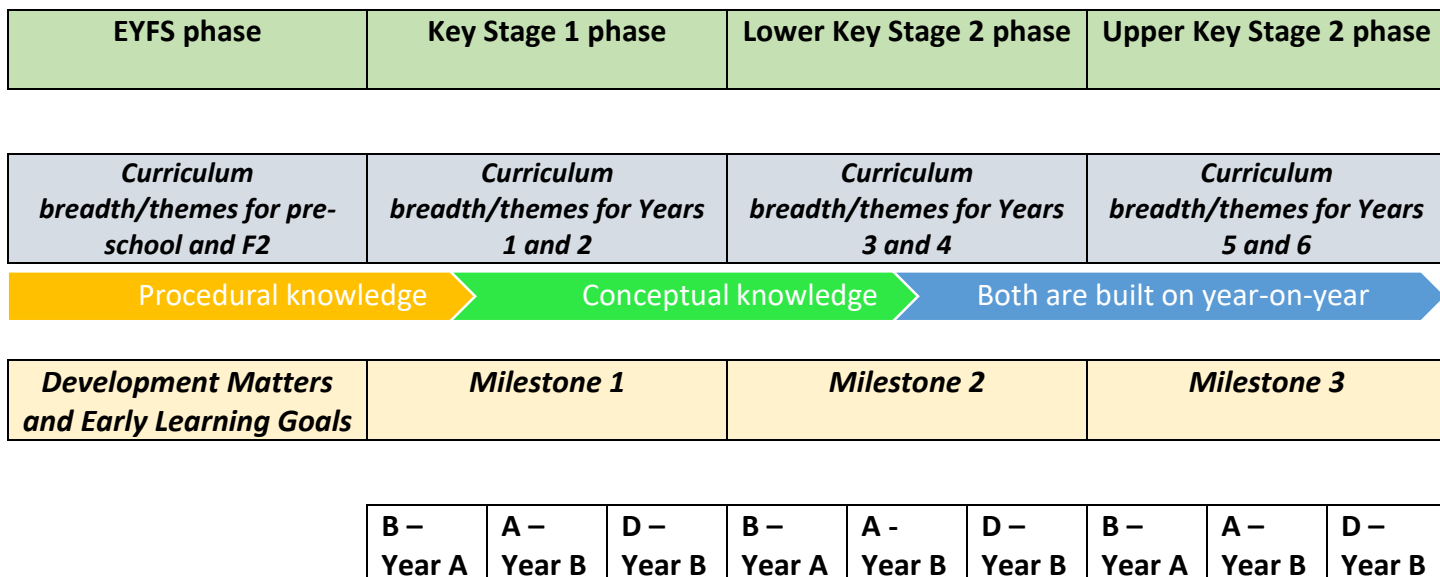 EYFS phase
Key Stage 1 phase
Lower Key Stage 2 phase
Upper Key Stage 2 phase
Curriculum
breadth/themes for pre-
school and F2
Curriculum
breadth/themes for Years
1 and 2
Curriculum
breadth/themes for Years
3 and 4
Curriculum
breadth/themes for Years
5 and 6
Procedural knowledge
Conceptual knowledge
Both are built on year-on-year
Development Matters
and Early Learning Goals
Milestone 1
Milestone 2
Milestone 3
B –
Year A
A –
Year B
D –
Year B
B –
Year A
A -
Year B
D –
Year B
B –
Year A
A –
Year B
D –
Year B